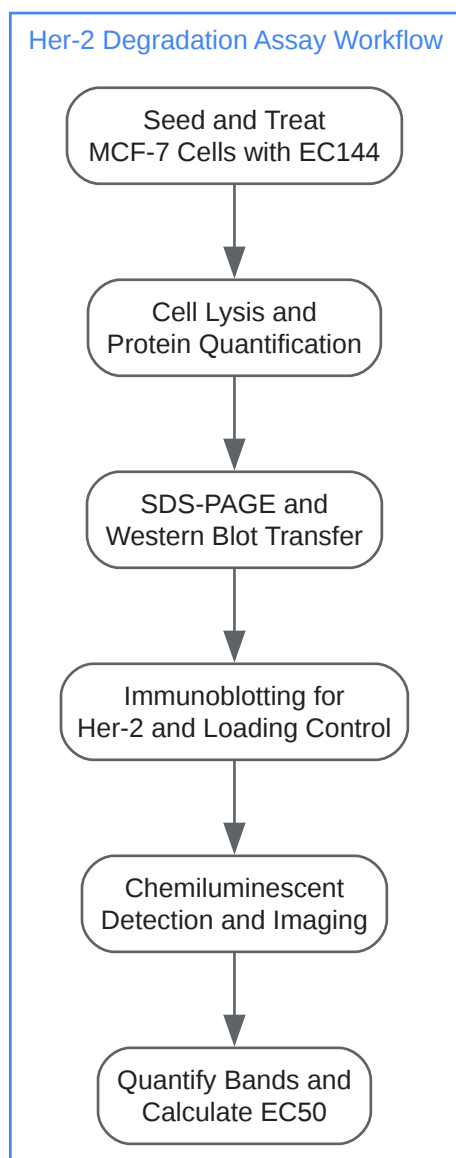 Her-2 Degradation Assay Workflow
Seed and Treat
MCF-7 Cells with EC144
Cell Lysis and
Protein Quantification
SDS-PAGE and
Western Blot Transfer
Immunoblotting for
Her-2 and Loading Control
Chemiluminescent
Detection and Imaging
Quantify Bands and
Calculate EC50